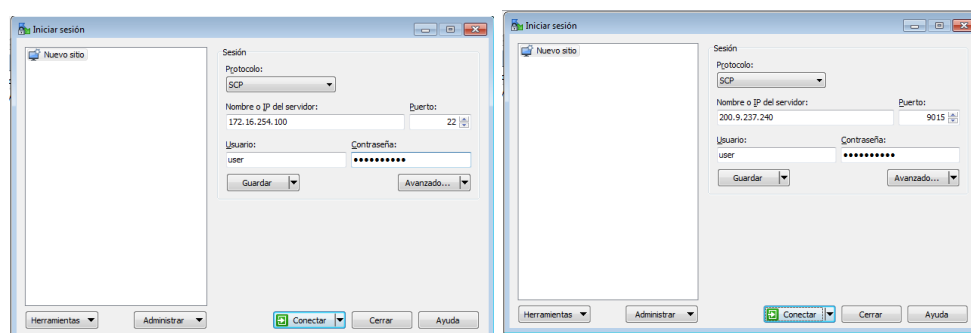 Iniciar sesión
Nuevo sitio
Sesión
Protocolo:
SCP
Nombre o IP del servidor:
Puerto:
172.16.254.100
22
Usuario:
Contraseña:
user
••••••••••
Guardar
Avanzado...
Herramientas
Administrar
Conectar
Cerrar
Ayuda
Iniciar sesión
Nuevo sitio
Sesión
Protocolo:
SCP
Nombre o IP del servidor:
Puerto:
200.9.237.240
9015
Usuario:
Contraseña:
user
••••••••••
Guardar
Avanzado...
Herramientas
Administrar
Conectar
Cerrar
Ayuda